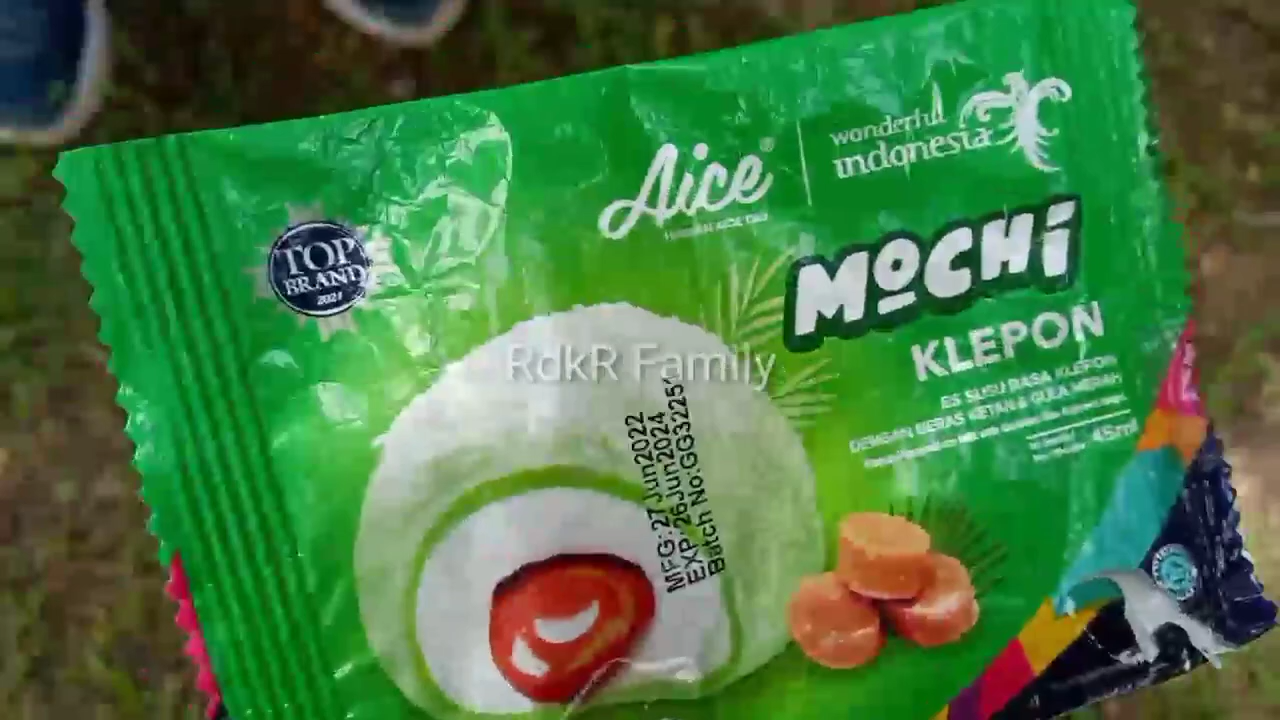 Aice
wonderful
indonesia
TOP
BRAND
2021
MOCHI
KLEPON
ES SUSU RASA KLEPON
DENGAN BERAS KETAN & GULA MERAH
45ml
RdkR Family
MFG: 27Jun2022
EXP: 26Jun2024
Batch No:GG32251